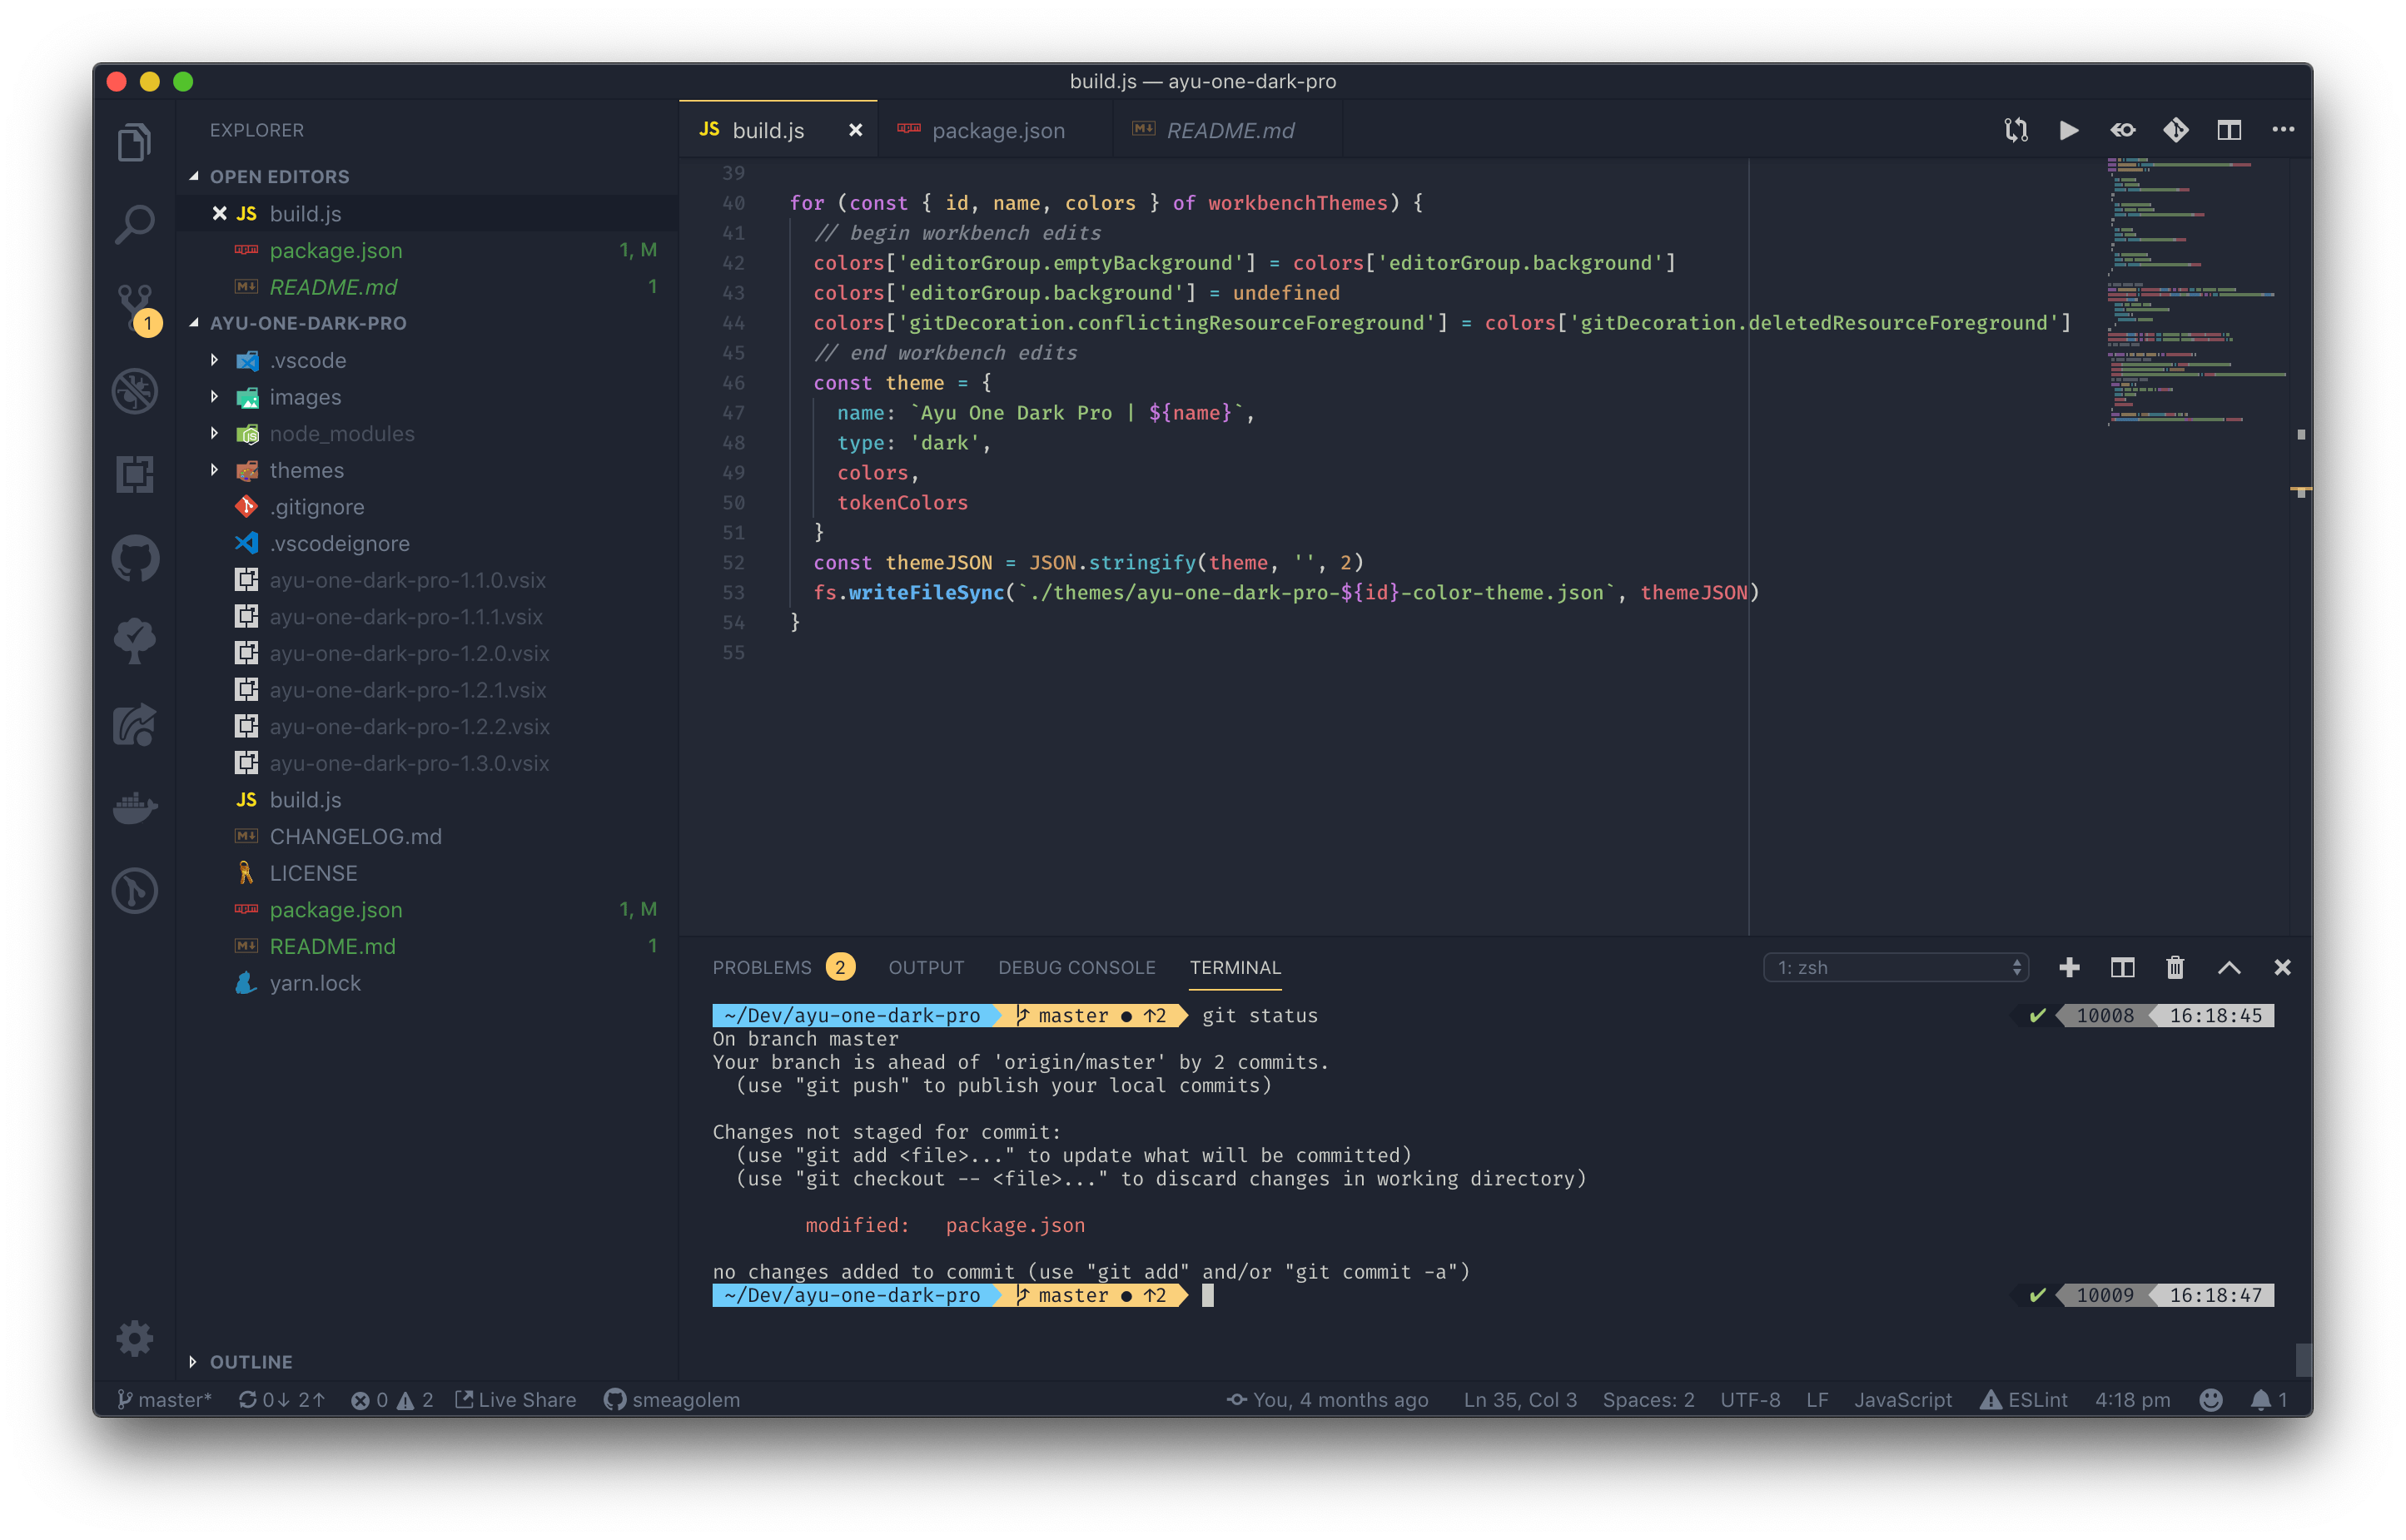 build.js — ayu-one-dark-pro
EXPLORER
OPEN EDITORS
JS build.js
package.json 1, M
README.md 1
1
AYU-ONE-DARK-PRO
.vscode
images
node_modules
themes
.gitignore
.vscodeignore
ayu-one-dark-pro-1.1.0.vsix
ayu-one-dark-pro-1.1.1.vsix
ayu-one-dark-pro-1.2.0.vsix
ayu-one-dark-pro-1.2.1.vsix
ayu-one-dark-pro-1.2.2.vsix
ayu-one-dark-pro-1.3.0.vsix
JS build.js
CHANGELOG.md
LICENSE
package.json 1, M
README.md 1
yarn.lock
OUTLINE
JS build.js package.json README.md
39
40 for (const { id, name, colors } of workbenchThemes) {
41 // begin workbench edits
42 colors['editorGroup.emptyBackground'] = colors['editorGroup.background']
43 colors['editorGroup.background'] = undefined
44 colors['gitDecoration.conflictingResourceForeground'] = colors['gitDecoration.deletedResourceForeground']
45 // end workbench edits
46 const theme = {
47 name: `Ayu One Dark Pro | ${name}`,
48 type: 'dark',
49 colors,
50 tokenColors
51 }
52 const themeJSON = JSON.stringify(theme, '', 2)
53 fs.writeFileSync(`./themes/ayu-one-dark-pro-${id}-color-theme.json`, themeJSON)
54 }
55
PROBLEMS 2 OUTPUT DEBUG CONSOLE TERMINAL 1: zsh
~/Dev/ayu-one-dark-pro master ● ↑2 git status ✔ 10008 16:18:45
On branch master
Your branch is ahead of 'origin/master' by 2 commits.
(use "git push" to publish your local commits)
Changes not staged for commit:
(use "git add <file>..." to update what will be committed)
(use "git checkout -- <file>..." to discard changes in working directory)
modified: package.json
no changes added to commit (use "git add" and/or "git commit -a")
~/Dev/ayu-one-dark-pro master ● ↑2 ✔ 10009 16:18:47
master* 0↓ 2↑ 0 2 Live Share smeagolem You, 4 months ago Ln 35, Col 3 Spaces: 2 UTF-8 LF JavaScript ESLint 4:18 pm 1